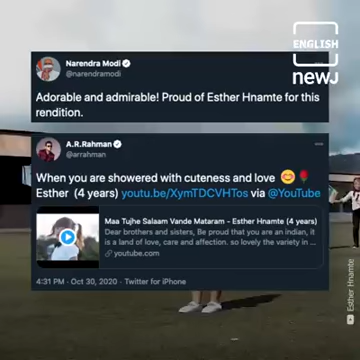 ENGLISH
newJ
Narendra Modi
@narendramodi
Adorable and admirable! Proud of Esther Hnamte for this
rendition.
A.R.Rahman
@arrahman
When you are showered with cuteness and love 😊🌹
Esther (4 years) youtu.be/XymTDCVHTos via @YouTube
Maa Tujhe Salaam Vande Mataram - Esther Hnamte (4 years)
Dear brothers and sisters, Be proud that you are an indian, it
is a land of love, care and affection. so lovely the variety in ...
youtube.com
4:31 PM · Oct 30, 2020 · Twitter for iPhone
Esther Hnamte